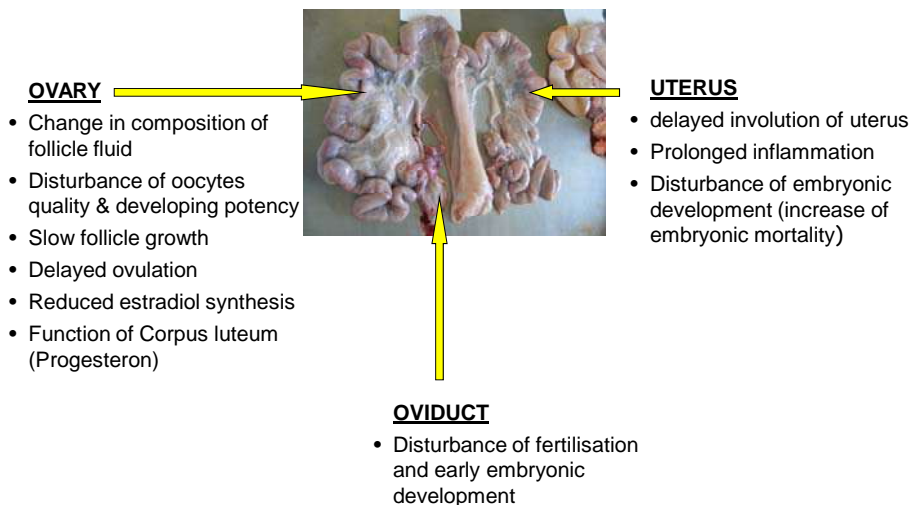 OVARY
• Change in composition of
follicle fluid
• Disturbance of oocytes
quality & developing potency
• Slow follicle growth
• Delayed ovulation
• Reduced estradiol synthesis
• Function of Corpus luteum
(Progesteron)
UTERUS
• delayed involution of uterus
• Prolonged inflammation
• Disturbance of embryonic
development (increase of
embryonic mortality)
OVIDUCT
• Disturbance of fertilisation
and early embryonic
development